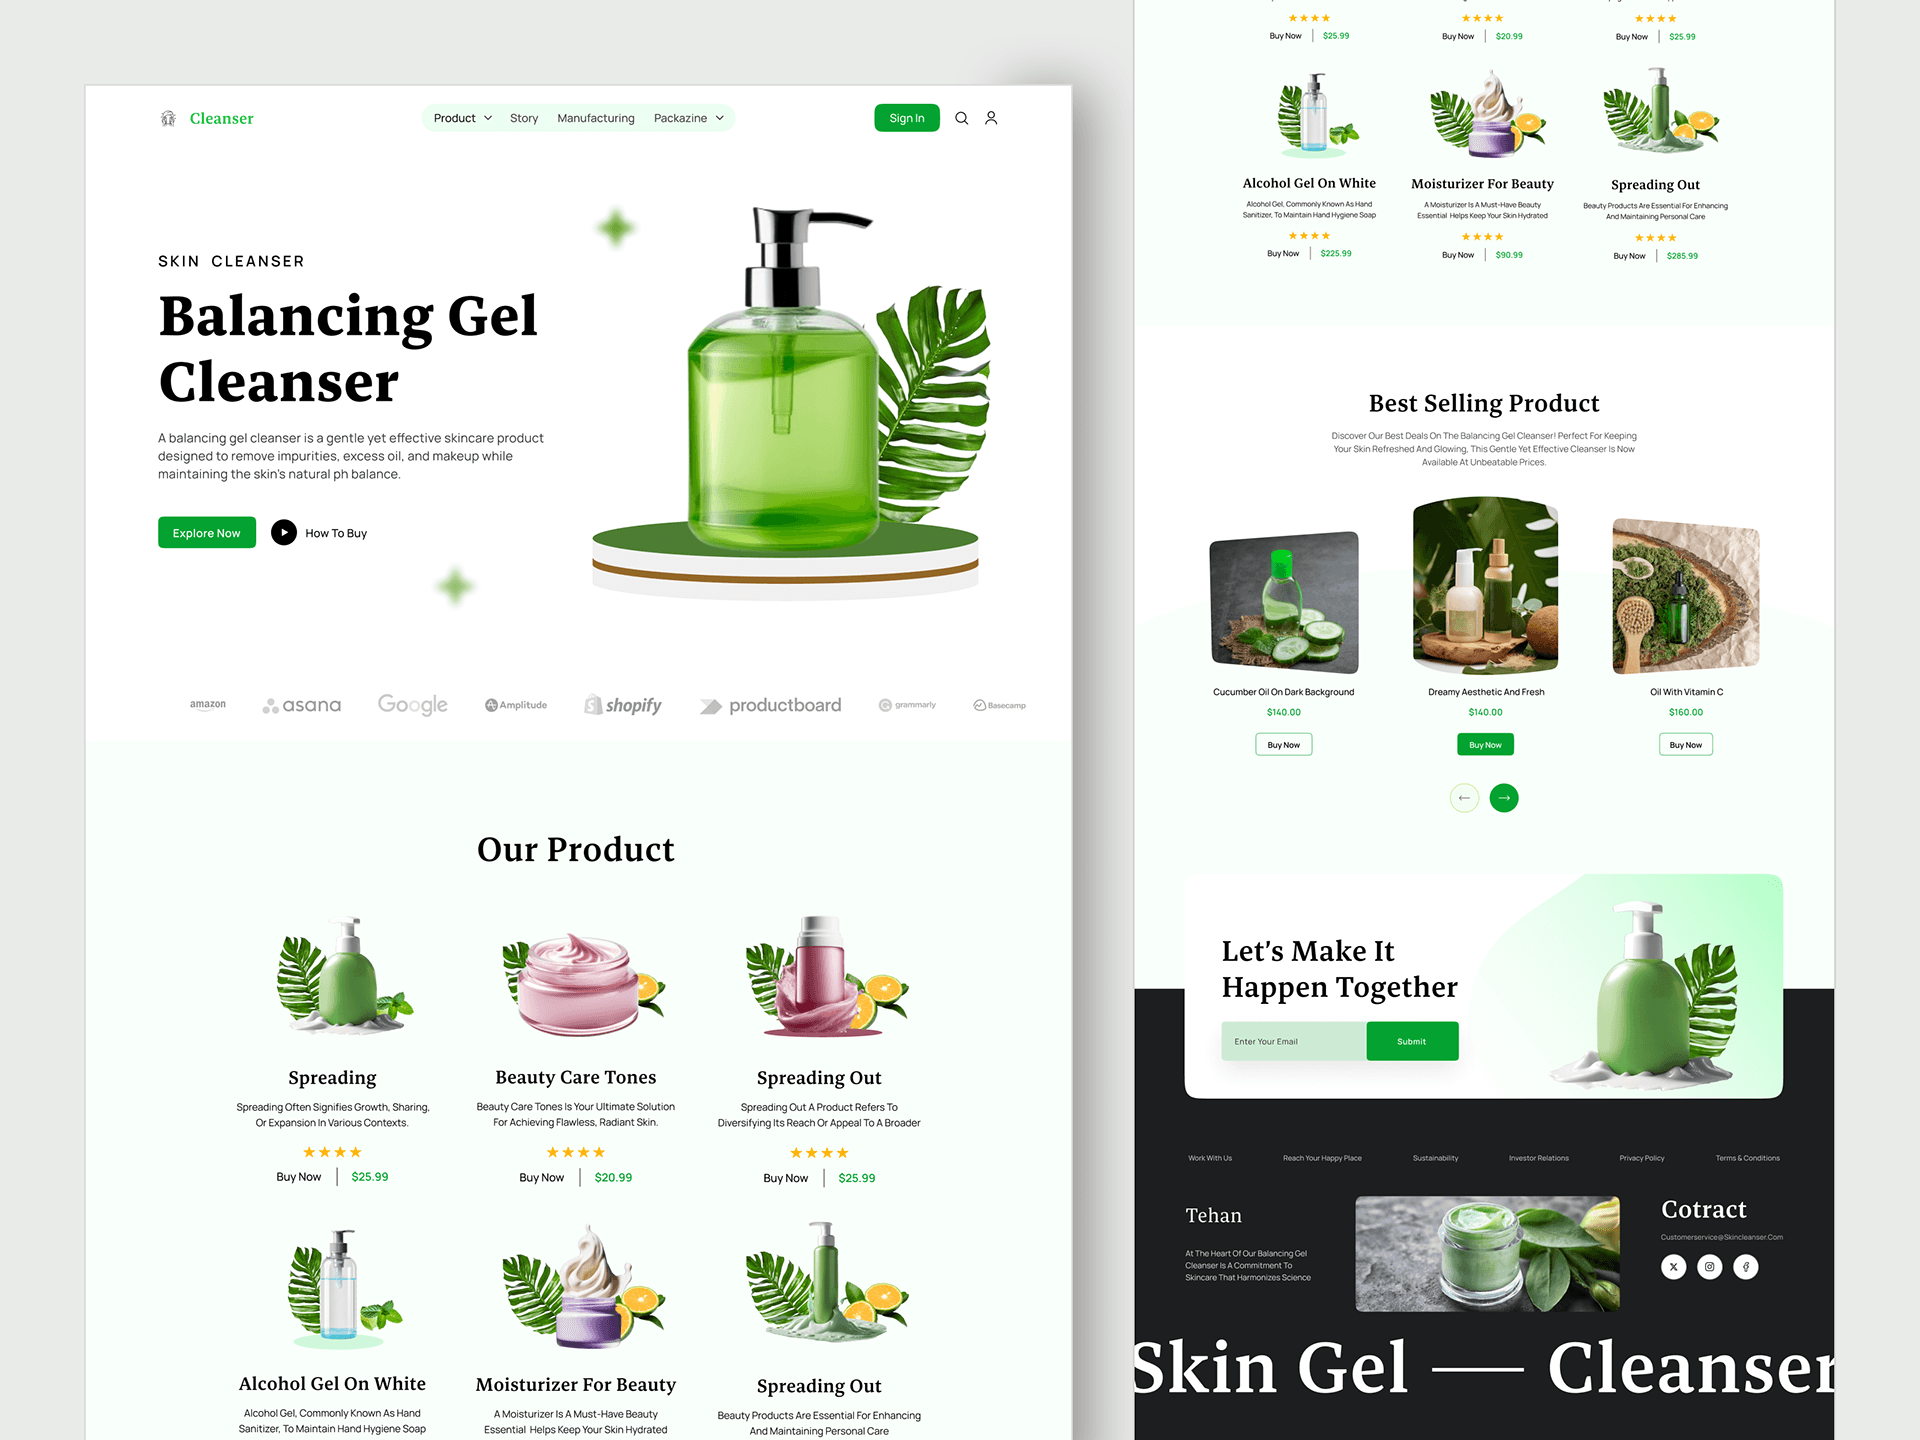 Cleanser
Product Story Manufacturing Packazine
Sign In
SKIN CLEANSER
Balancing Gel
Cleanser
A balancing gel cleanser is a gentle yet effective skincare product
designed to remove impurities, excess oil, and makeup while
maintaining the skin's natural ph balance.
Explore Now
How To Buy
amazon asana Google Amplitude shopify productboard grammarly Basecamp
Our Product
Spreading
Spreading Often Signifies Growth, Sharing,
Or Expansion In Various Contexts.
Buy Now $25.99
Beauty Care Tones
Beauty Care Tones Is Your Ultimate Solution
For Achieving Flawless, Radiant Skin.
Buy Now $20.99
Spreading Out
Spreading Out A Product Refers To
Diversifying Its Reach Or Appeal To A Broader
Buy Now $25.99
Alcohol Gel On White
Alcohol Gel, Commonly Known As Hand
Sanitizer, To Maintain Hand Hygiene Soap
Moisturizer For Beauty
A Moisturizer Is A Must-Have Beauty
Essential Helps Keep Your Skin Hydrated
Spreading Out
Beauty Products Are Essential For Enhancing
And Maintaining Personal Care
Buy Now $25.99
Buy Now $20.99
Buy Now $25.99
Alcohol Gel On White
Alcohol Gel, Commonly Known As Hand
Sanitizer, To Maintain Hand Hygiene Soap
Buy Now $225.99
Moisturizer For Beauty
A Moisturizer Is A Must-Have Beauty
Essential Helps Keep Your Skin Hydrated
Buy Now $90.99
Spreading Out
Beauty Products Are Essential For Enhancing
And Maintaining Personal Care
Buy Now $285.99
Best Selling Product
Discover Our Best Deals On The Balancing Gel Cleanser! Perfect For Keeping
Your Skin Refreshed And Glowing, This Gentle Yet Effective Cleanser Is Now
Available At Unbeatable Prices.
Cucumber Oil On Dark Background
$140.00
Buy Now
Dreamy Aesthetic And Fresh
$140.00
Buy Now
Oil With Vitamin C
$160.00
Buy Now
Let's Make It
Happen Together
Enter Your Email
Submit
Work With Us Reach Your Happy Place Sustainability Investor Relations Privacy Policy Terms & Conditions
Tehan
At The Heart Of Our Balancing Gel
Cleanser Is A Commitment To
Skincare That Harmonizes Science
Cotract
Customerservice@Skincleanser.Com
Skin Gel — Cleanser